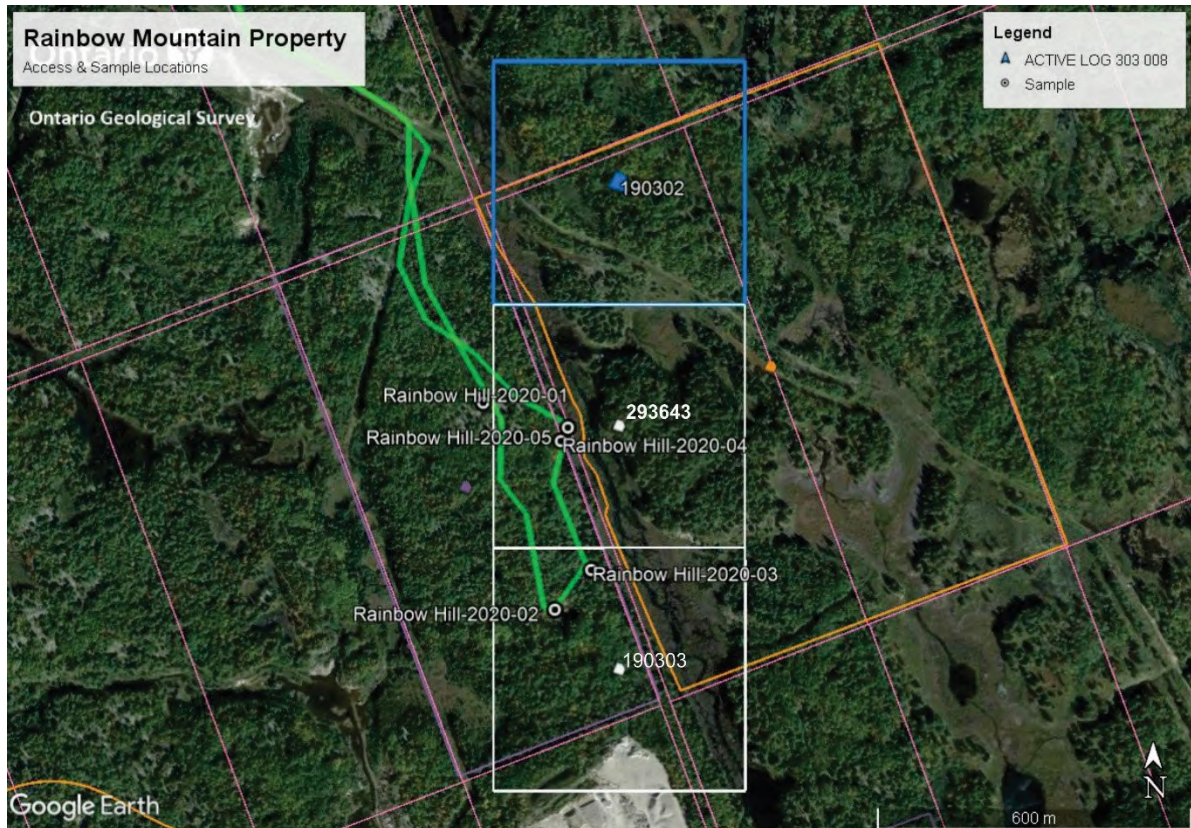 Rainbow Mountain Property
Access & Sample Locations
Ontario Geological Survey
Legend
ACTIVE LOG 303 008
Sample
190302
Rainbow Hill-2020-01
293643
Rainbow Hill-2020-05
Rainbow Hill-2020-04
Rainbow Hill-2020-03
Rainbow Hill-2020-02
190303
Google Earth
N
600 m